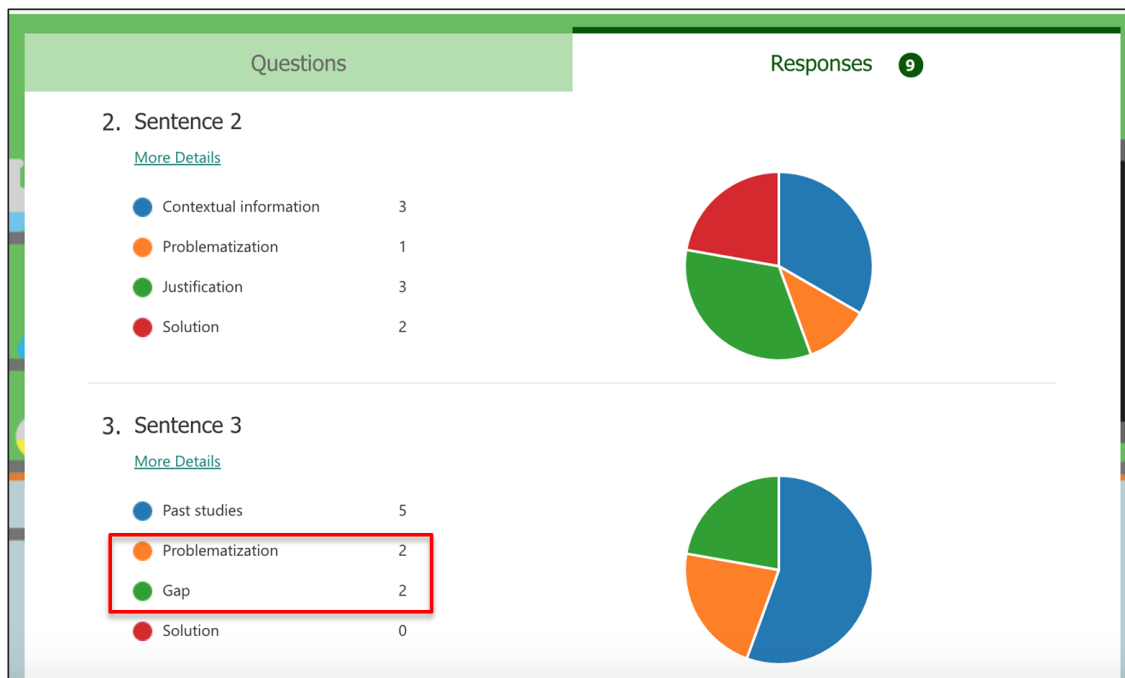 Questions
Responses 9
2. Sentence 2
More Details
Contextual information 3
Problematization 1
Justification 3
Solution 2
3. Sentence 3
More Details
Past studies 5
Problematization 2
Gap 2
Solution 0